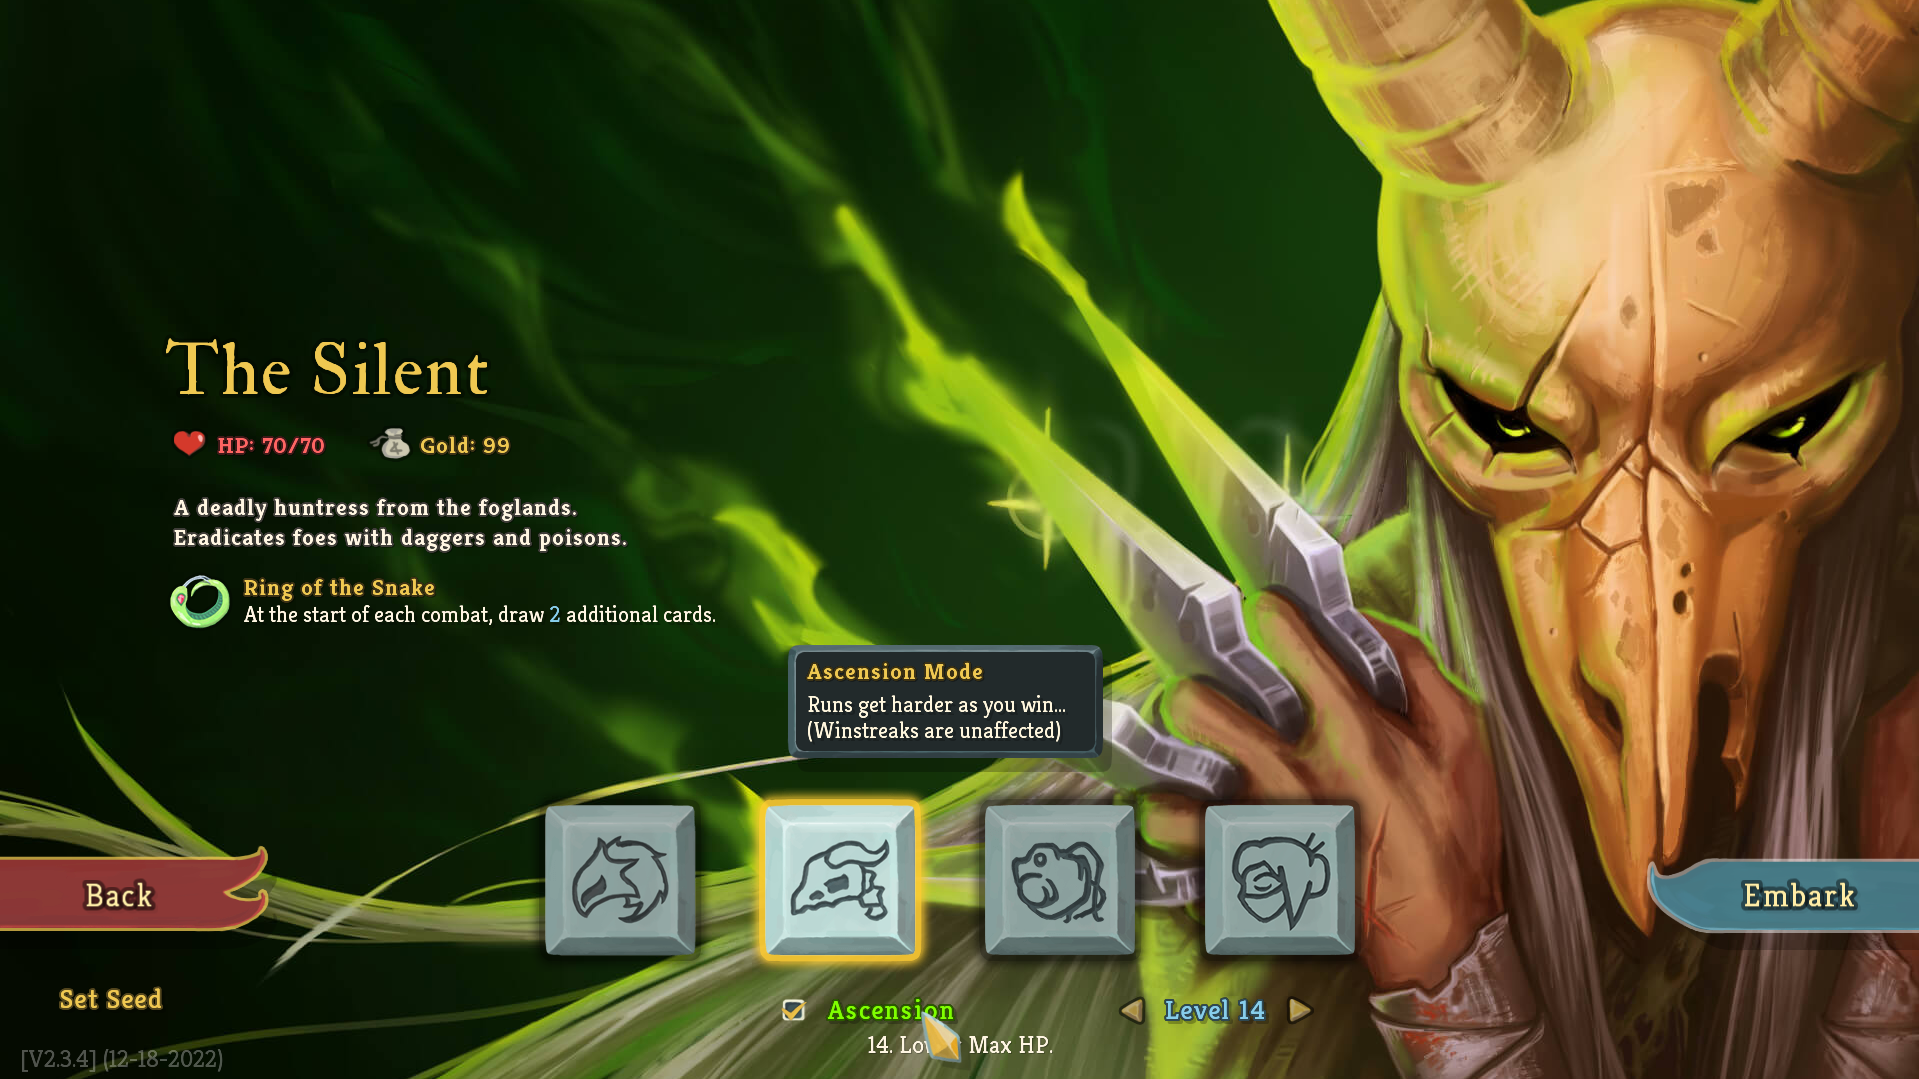 The Silent
HP: 70/70 Gold: 99
A deadly huntress from the foglands.
Eradicates foes with daggers and poisons.
Ring of the Snake
At the start of each combat, draw 2 additional cards.
Ascension Mode
Runs get harder as you win...
(Winstreaks are unaffected)
Back
Embark
Set Seed
Ascension
Level 14
14. Max HP.
[V2.3.4] (12-18-2022)